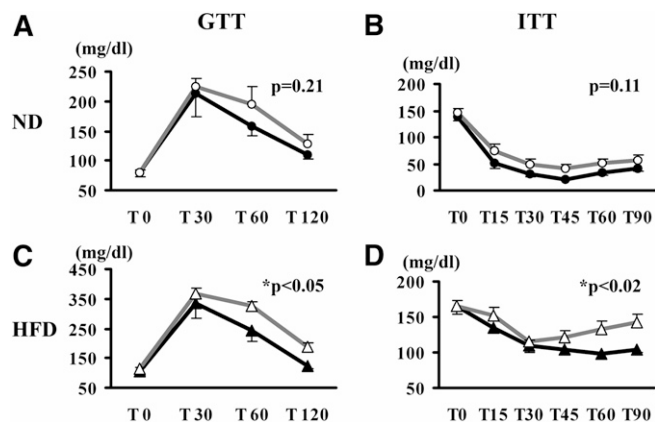 GTT
ITT
A
(mg/dl)
250
200
150
100
50
p=0.21
ND
T 0
T 30
T 60
T 120
B
(mg/dl)
200
150
100
50
0
p=0.11
T0
T15
T30
T45
T60
T90
C
(mg/dl)
450
350
250
150
50
*p<0.05
HFD
T 0
T 30
T 60
T 120
D
(mg/dl)
200
150
100
50
*p<0.02
T0
T15
T30
T45
T60
T90